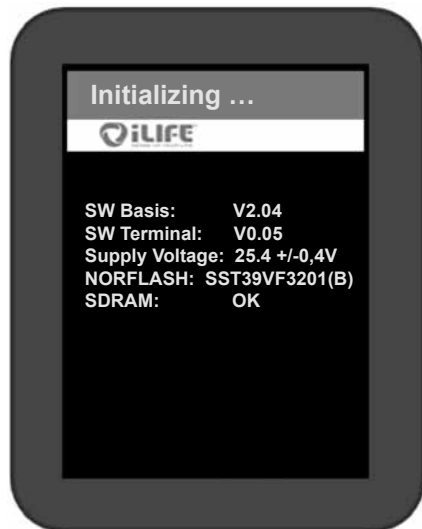 Initializing ...
iLIFE
SW Basis: V2.04
SW Terminal: V0.05
Supply Voltage: 25.4 +/-0,4V
NORFLASH: SST39VF3201(B)
SDRAM: OK